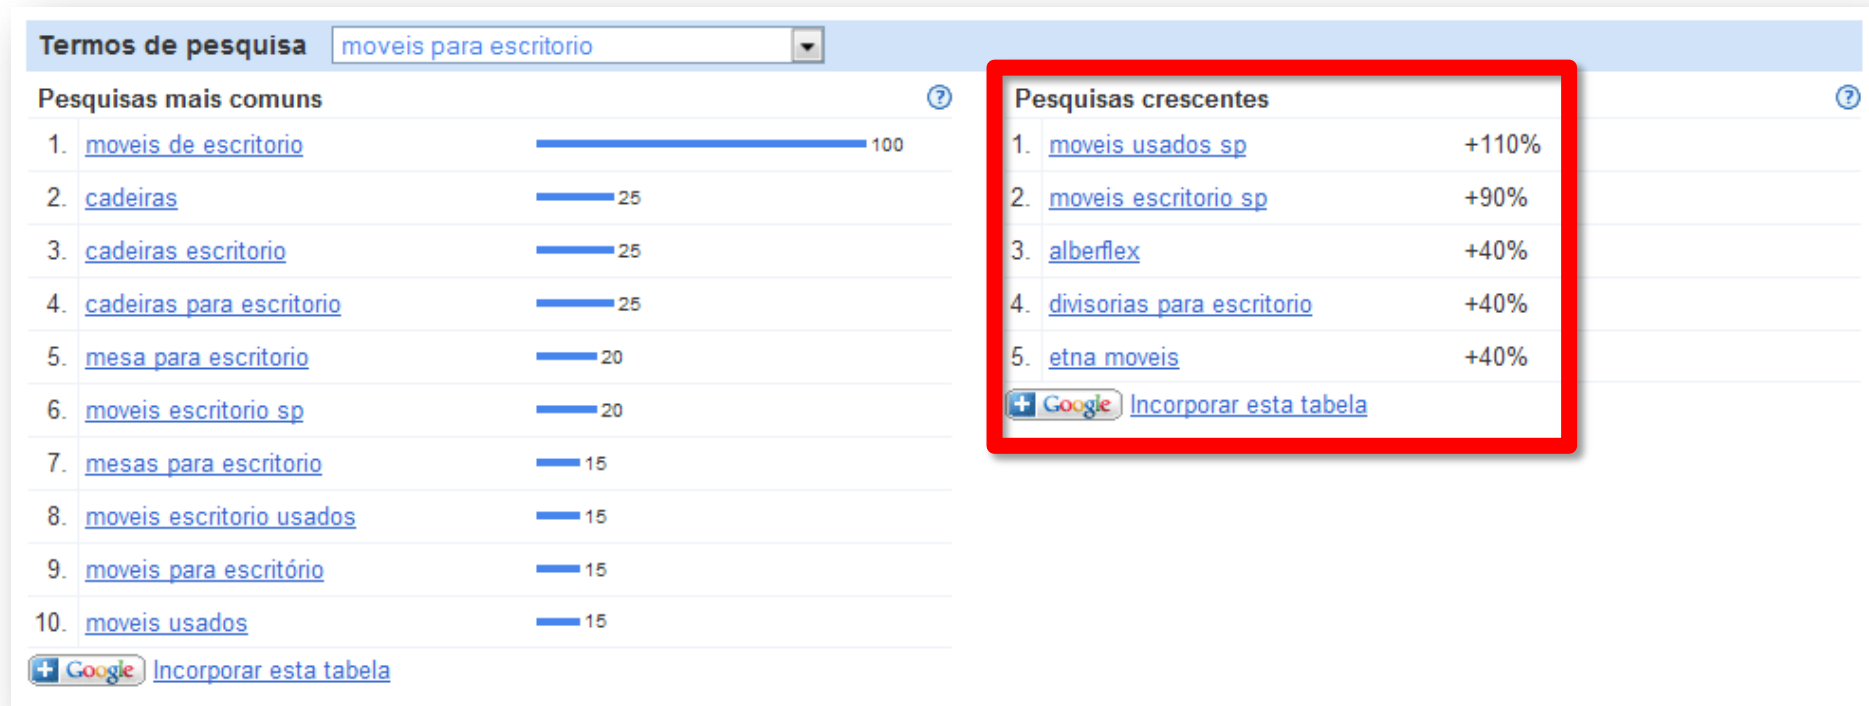 Termos de pesquisa moveis para escritorio
Pesquisas mais comuns
1. moveis de escritorio 100
2. cadeiras 25
3. cadeiras escritorio 25
4. cadeiras para escritorio 25
5. mesa para escritorio 20
6. moveis escritorio sp 20
7. mesas para escritorio 15
8. moveis escritorio usados 15
9. moveis para escritório 15
10. moveis usados 15
Google Incorporar esta tabela
Pesquisas crescentes
1. moveis usados sp +110%
2. moveis escritorio sp +90%
3. alberflex +40%
4. divisorias para escritorio +40%
5. etna moveis +40%
Google Incorporar esta tabela